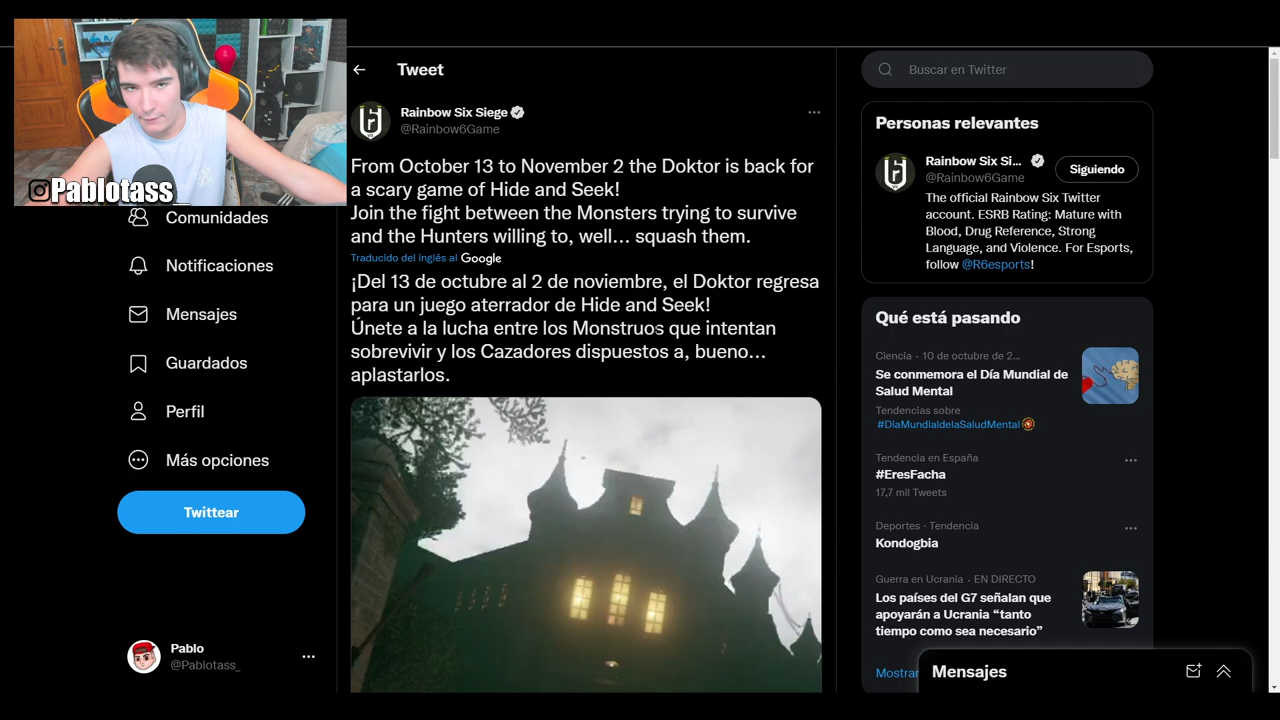 Pablotass_
Comunidades
Notificaciones
Mensajes
Guardados
Perfil
Más opciones
Twittear
Pablo
@Pablotass_
Tweet
Rainbow Six Siege
@Rainbow6Game
From October 13 to November 2 the Doktor is back for
a scary game of Hide and Seek!
Join the fight between the Monsters trying to survive
and the Hunters willing to, well… squash them.
Traducido del inglés al Google
¡Del 13 de octubre al 2 de noviembre, el Doktor regresa
para un juego aterrador de Hide and Seek!
Únete a la lucha entre los Monstruos que intentan
sobrevivir y los Cazadores dispuestos a, bueno…
aplastarlos.
Buscar en Twitter
Personas relevantes
Rainbow Six Si...
@Rainbow6Game
Siguiendo
The official Rainbow Six Twitter
account. ESRB Rating: Mature with
Blood, Drug Reference, Strong
Language, and Violence. For Esports,
follow @R6esports!
Qué está pasando
Ciencia · 10 de octubre de 2...
Se conmemora el Día Mundial de
Salud Mental
Tendencias sobre
#DíaMundialdelaSaludMental
Tendencia en España
#EresFacha
17,7 mil Tweets
Deportes · Tendencia
Kondogbia
Guerra en Ucrania · EN DIRECTO
Los países del G7 señalan que
apoyarán a Ucrania “tanto
tiempo como sea necesario”
Mostrar
Mensajes